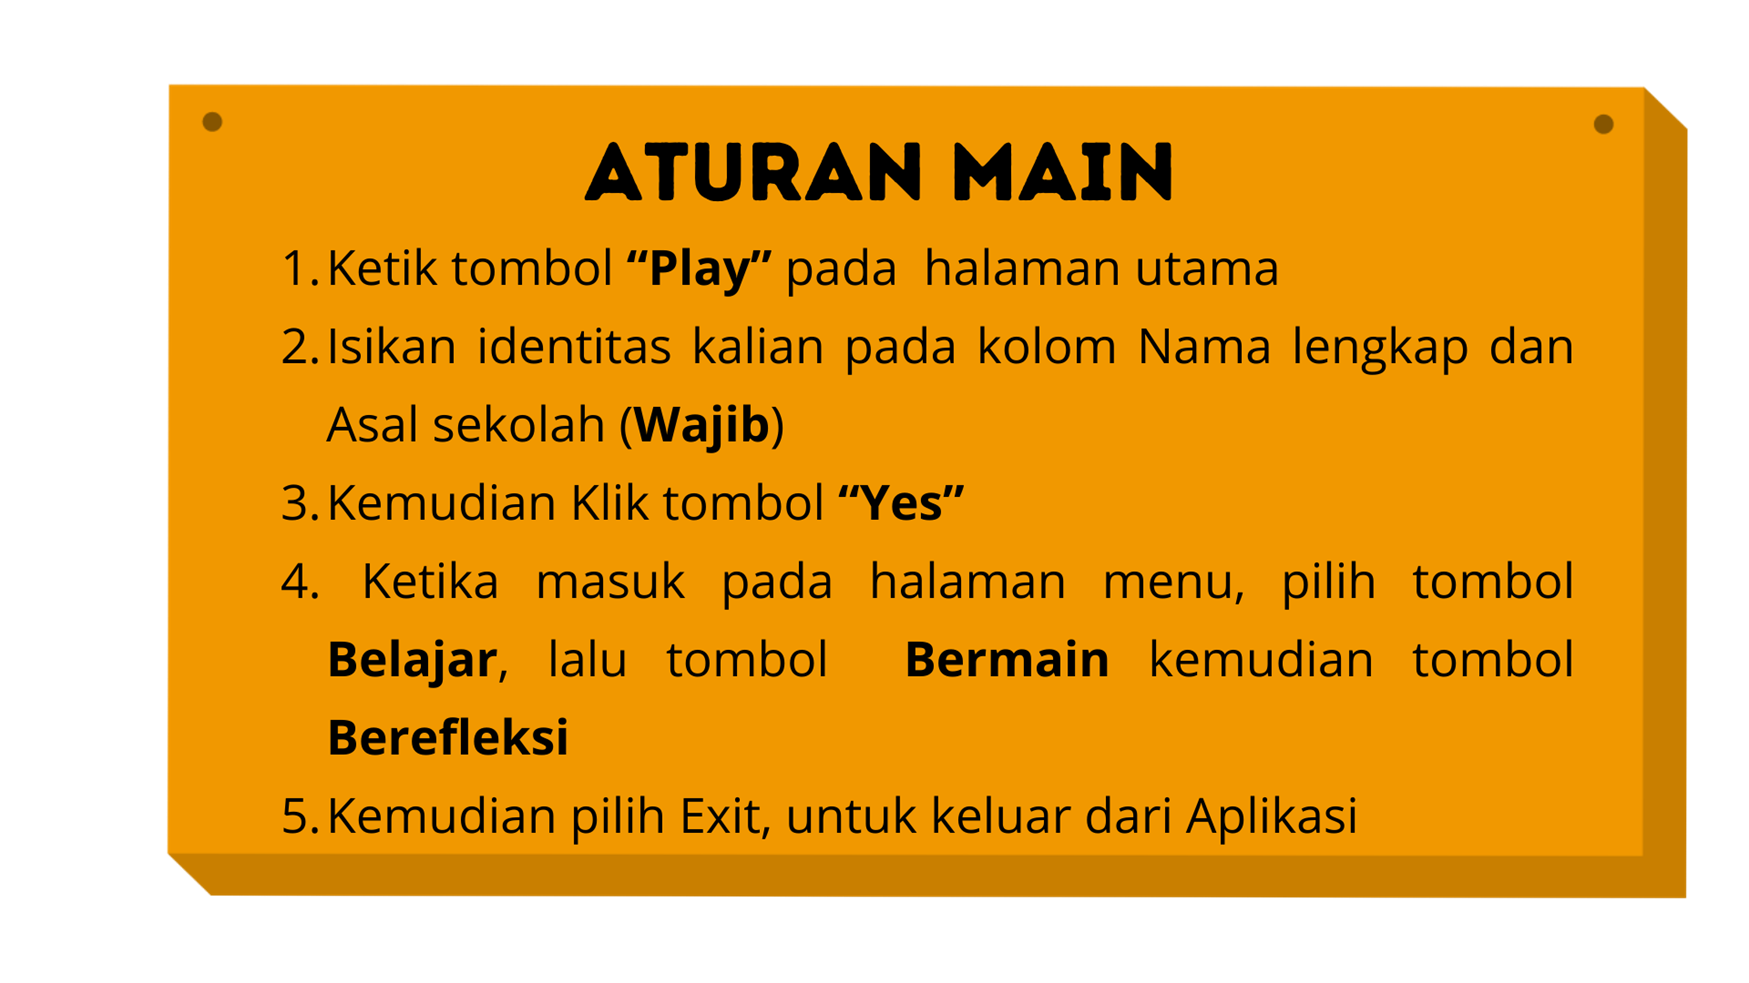 ATURAN MAIN
1. Ketik tombol “Play” pada halaman utama
2. Isikan identitas kalian pada kolom Nama lengkap dan
Asal sekolah (Wajib)
3. Kemudian Klik tombol “Yes”
4. Ketika masuk pada halaman menu, pilih tombol
Belajar, lalu tombol Bermain kemudian tombol
Berefleksi
5. Kemudian pilih Exit, untuk keluar dari Aplikasi